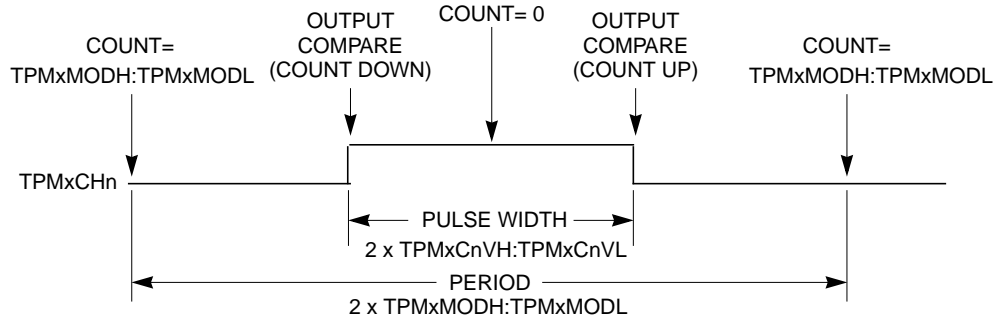 COUNT=
TPMxMODH:TPMxMODL
OUTPUT
COMPARE
(COUNT DOWN)
COUNT= 0
OUTPUT
COMPARE
(COUNT UP)
COUNT=
TPMxMODH:TPMxMODL
TPMxCHn
PULSE WIDTH
2 x TPMxCnVH:TPMxCnVL
PERIOD
2 x TPMxMODH:TPMxMODL